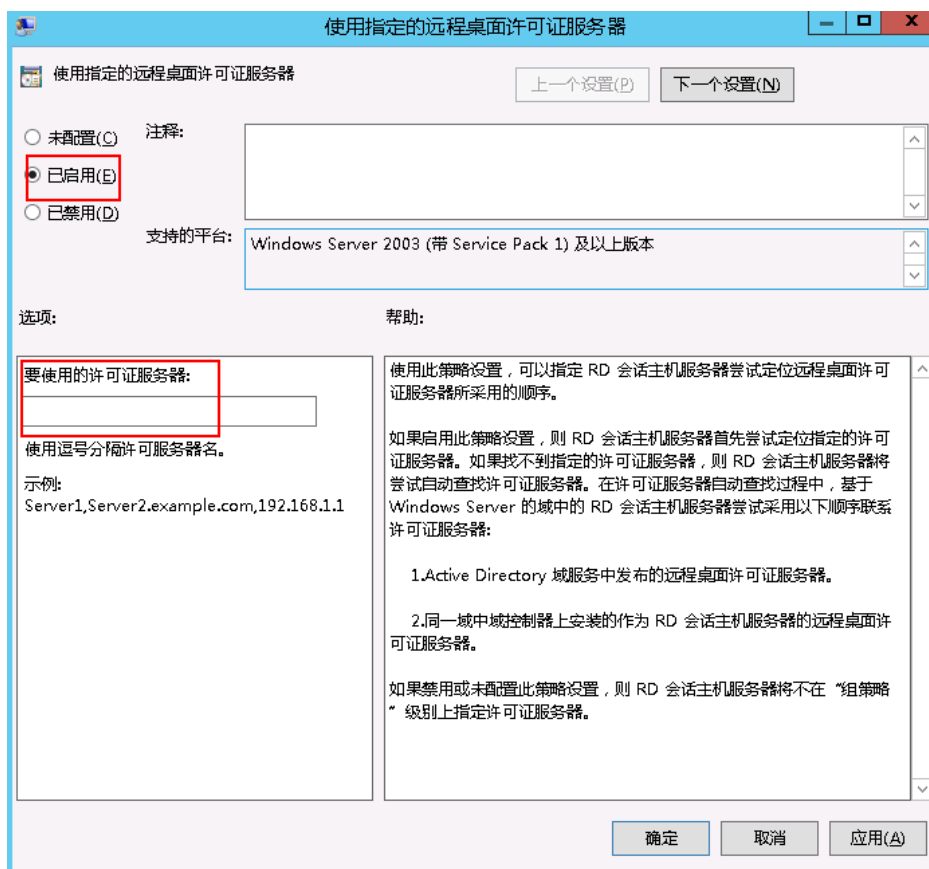 使用指定的远程桌面许可证服务器
使用指定的远程桌面许可证服务器
上一个设置(P)
下一个设置(N)
未配置(C)
注释:
已启用(E)
已禁用(D)
支持的平台:
Windows Server 2003 (带 Service Pack 1) 及以上版本
选项:
帮助:
要使用的许可证服务器:
使用逗号分隔许可服务器名。
示例:
Server1,Server2.example.com,192.168.1.1
使用此策略设置，可以指定 RD 会话主机服务器尝试定位远程桌面许可
证服务器所采用的顺序。
如果启用此策略设置，则 RD 会话主机服务器首先尝试定位指定的许可
证服务器。如果找不到指定的许可证服务器，则 RD 会话主机服务器将
尝试自动查找许可证服务器。在许可证服务器自动查找过程中，基于
Windows Server 的域中的 RD 会话主机服务器尝试采用以下顺序联系
许可证服务器:
1.Active Directory 域服务中发布的远程桌面许可证服务器。
2.同一域中域控制器上安装的作为 RD 会话主机服务器的远程桌面许
可证服务器。
如果禁用或未配置此策略设置，则 RD 会话主机服务器将不在“组策略
”级别上指定许可证服务器。
确定
取消
应用(A)